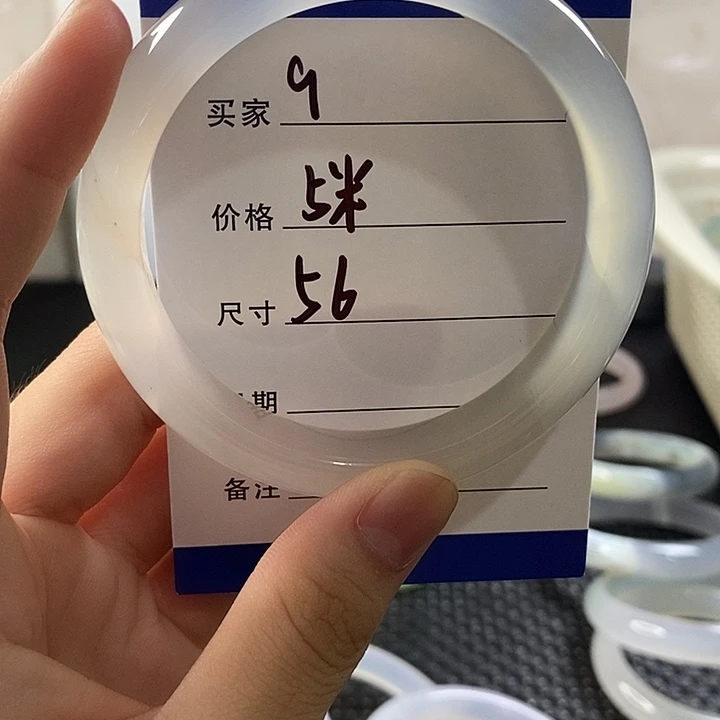 买家 9
价格 5米
尺寸 56
期
备注